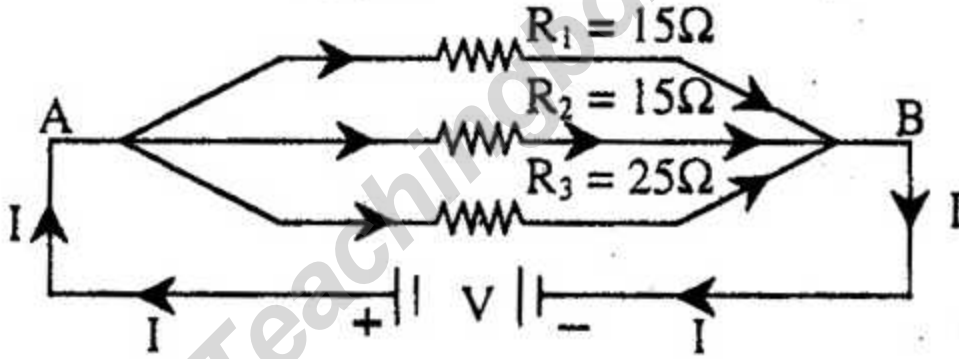 R₁ = 15Ω
A
R₂ = 15Ω
B
R₃ = 25Ω
I
I
+
V
−
I
I